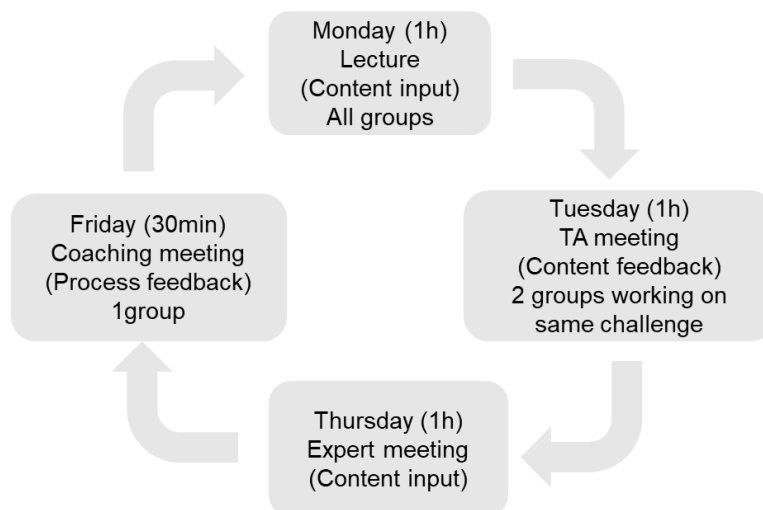 Monday (1h)
Lecture
(Content input)
All groups
Tuesday (1h)
TA meeting
(Content feedback)
2 groups working on
same challenge
Thursday (1h)
Expert meeting
(Content input)
Friday (30min)
Coaching meeting
(Process feedback)
1group